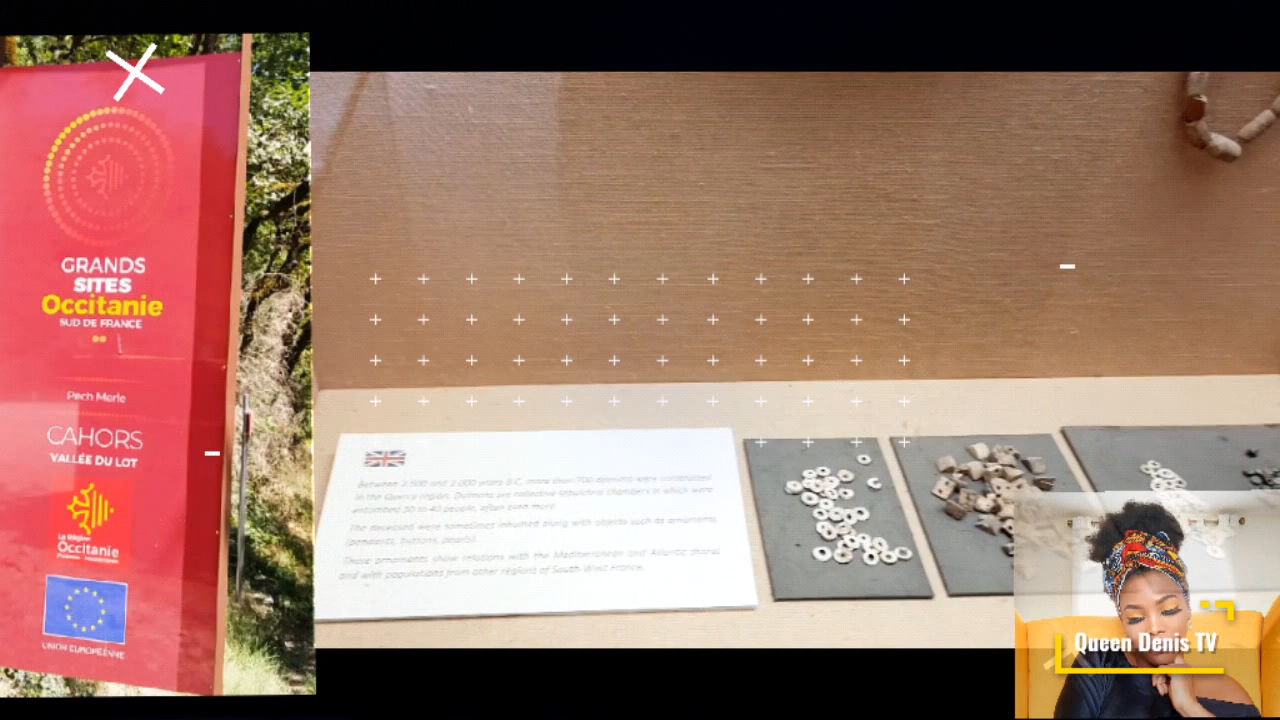 GRANDS
SITES
Occitanie
SUD DE FRANCE
Pech Merle
CAHORS
VALLÉE DU LOT
La Région
Occitanie
UNION EUROPÉENNE
Between 2 500 and 2 000 years B.C. more than 700 dolmens were constructed
in the Quercy region. Dolmens are collective sepulchral chambers in which were
entombed 30 to 40 people, often even more.
The deceased were sometimes inhumed along with objects such as ornaments
(pendants, buttons, pearls).
These ornaments show relations with the Mediterranean and Atlantic shores
and with populations from other regions of South-West France.
Queen Denis TV